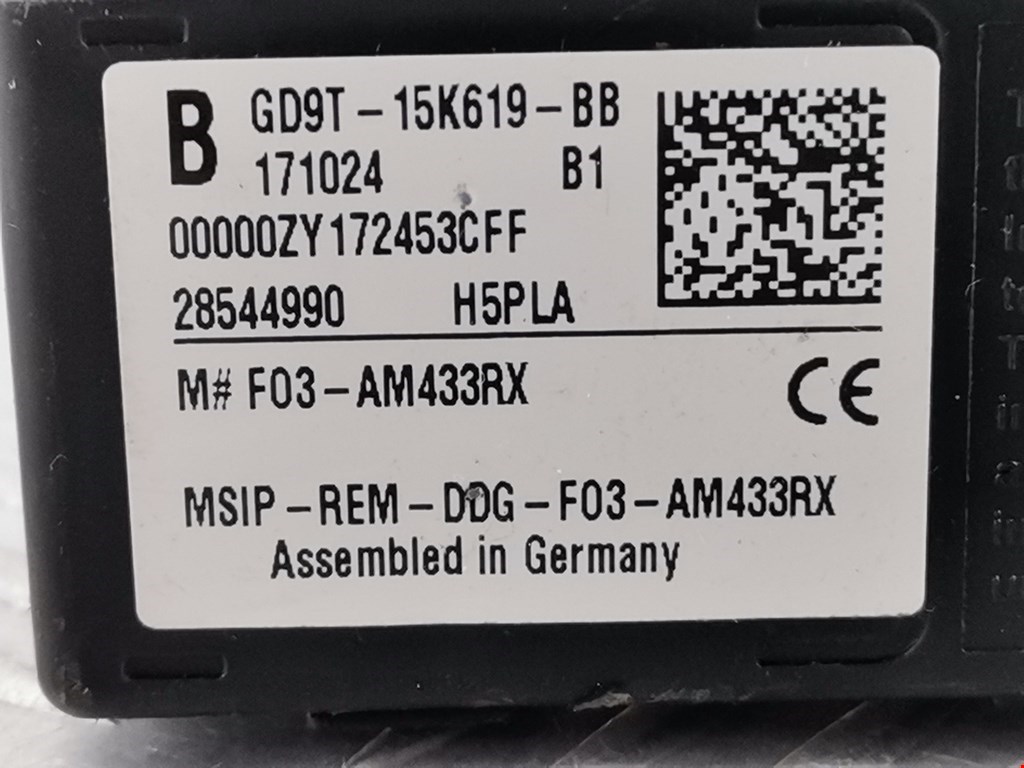 B GD9T-15K619-BB
171024 B1
00000ZY172453CFF
28544990 H5PLA
M# F03-AM433RX CE
MSIP-REM-DDG-F03-AM433RX
Assembled in Germany